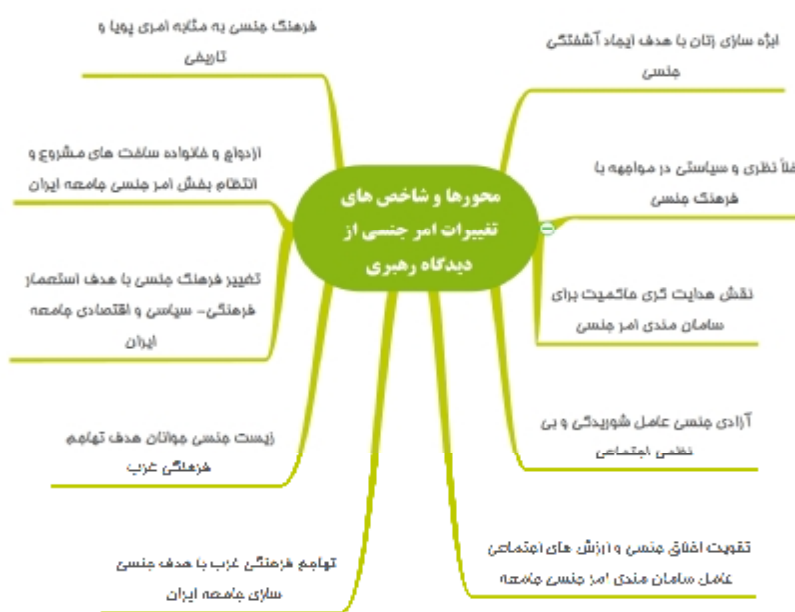 محورها و شاخص های
تغییرات امر جنسی از
دیدگاه رهبری
ابژه سازی زنان با هدف ایجاد آشفتگی
جنسی
خلأ نظری و سیاستی در مواجهه با
فرهنگ جنسی
نقش هدایت گری حاکمیت برای
سامان مندی امر جنسی
آزادی جنسی عامل شوریدگی و بی
نظمی اجتماعی
تقویت اخلاق جنسی و ارزش های اجتماعی
عامل سامان مندی امر جنسی جامعه
فرهنگ جنسی به مثابه امری پویا و
تاریخی
ازدواج و خانواده ساخت های مشروع و
انتظام بخش امر جنسی جامعه ایران
تغییر فرهنگ جنسی با هدف استعمار
فرهنگی- سیاسی و اقتصادی جامعه
ایران
زیست جنسی جوانان هدف تهاجم
فرهنگی غرب
تهاجم فرهنگی غرب با هدف جنسی
سازی جامعه ایران